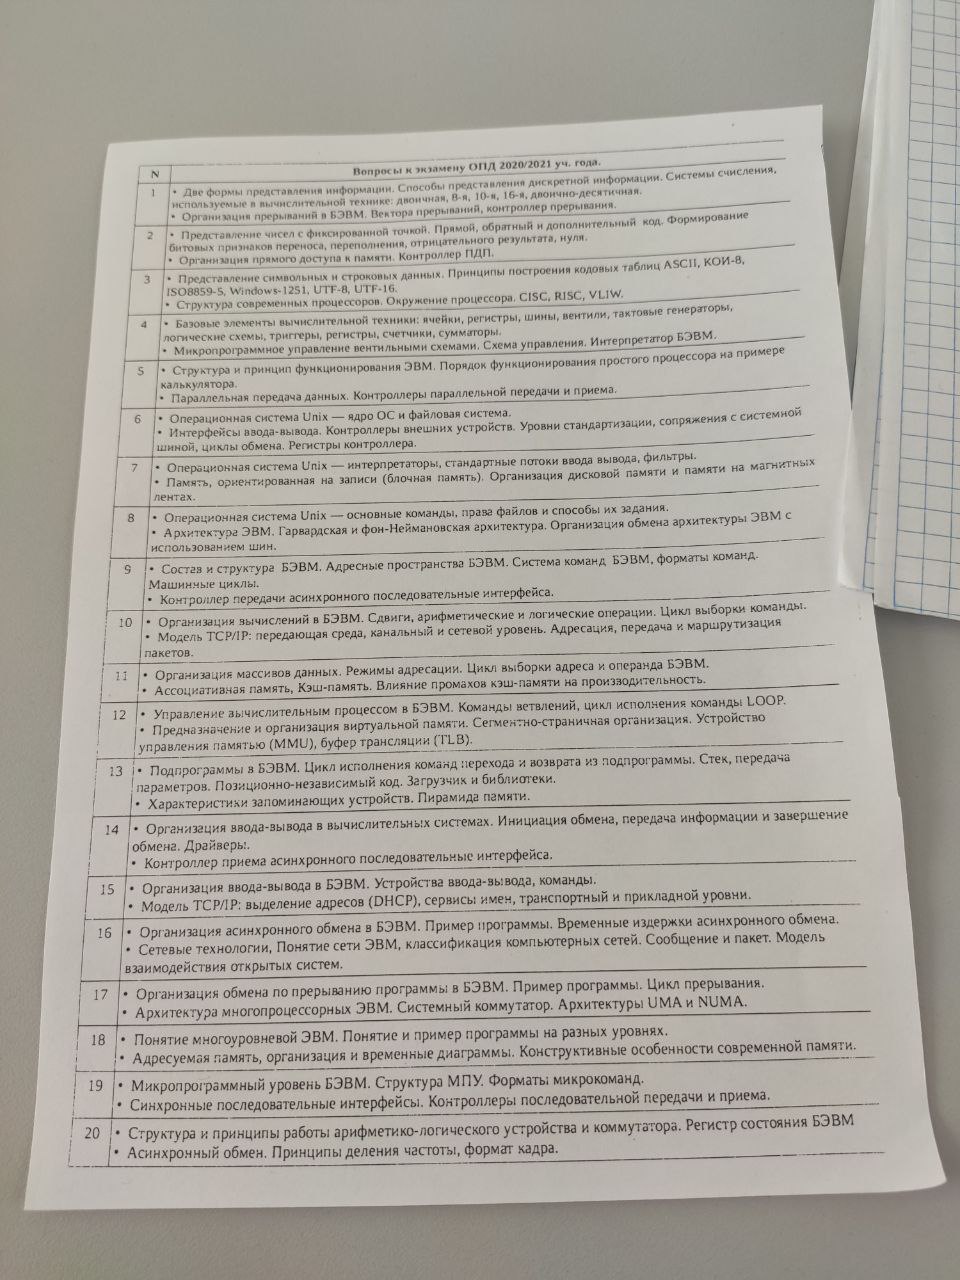 N Вопросы к экзамену ОПД 2020/2021 уч. года.
1 • Две формы представления информации. Способы представления дискретной информации. Системы счисления,
используемые в вычислительной технике: двоичная, 8-я, 10-я, 16-я, двоично-десятичная.
• Организация прерываний в БЭВМ. Вектора прерываний, контроллер прерывания.
2 • Представление чисел с фиксированной точкой. Прямой, обратный и дополнительный код. Формирование
битовых признаков переноса, переполнения, отрицательного результата, нуля.
• Организация прямого доступа к памяти. Контроллер ПДП.
3 • Представление символьных и строковых данных. Принципы построения кодовых таблиц ASCII, КОИ-8,
ISO8859-5, Windows-1251, UTF-8, UTF-16.
• Структура современных процессоров. Окружение процессора. CISC, RISC, VLIW.
4 • Базовые элементы вычислительной техники: ячейки, регистры, шины, вентили, тактовые генераторы,
логические схемы, триггеры, регистры, счетчики, сумматоры.
• Микропрограммное управление вентильными схемами. Схема управления. Интерпретатор БЭВМ.
5 • Структура и принцип функционирования ЭВМ. Порядок функционирования простого процессора на примере
калькулятора.
• Параллельная передача данных. Контроллеры параллельной передачи и приема.
6 • Операционная система Unix — ядро ОС и файловая система.
• Интерфейсы ввода-вывода. Контроллеры внешних устройств. Уровни стандартизации, сопряжения с системной
шиной, циклы обмена. Регистры контроллера.
7 • Операционная система Unix — интерпретаторы, стандартные потоки ввода вывода, фильтры.
• Память, ориентированная на записи (блочная память). Организация дисковой памяти и памяти на магнитных
лентах.
8 • Операционная система Unix — основные команды, права файлов и способы их задания.
• Архитектура ЭВМ. Гарвардская и фон-Неймановская архитектура. Организация обмена архитектуры ЭВМ с
использованием шин.
9 • Состав и структура БЭВМ. Адресные пространства БЭВМ. Система команд БЭВМ, форматы команд.
Машинные циклы.
• Контроллер передачи асинхронного последовательные интерфейса.
10 • Организация вычислений в БЭВМ. Сдвиги, арифметические и логические операции. Цикл выборки команды.
• Модель TCP/IP: передающая среда, канальный и сетевой уровень. Адресация, передача и маршрутизация
пакетов.
11 • Организация массивов данных. Режимы адресации. Цикл выборки адреса и операнда БЭВМ.
• Ассоциативная память, Кэш-память. Влияние промахов кэш-памяти на производительность.
12 • Управление вычислительным процессом в БЭВМ. Команды ветвлений, цикл исполнения команды LOOP.
• Предназначение и организация виртуальной памяти. Сегментно-страничная организация. Устройство
управления памятью (MMU), буфер трансляции (TLB).
13 • Подпрограммы в БЭВМ. Цикл исполнения команд перехода и возврата из подпрограммы. Стек, передача
параметров. Позиционно-независимый код. Загрузчик и библиотеки.
• Характеристики запоминающих устройств. Пирамида памяти.
14 • Организация ввода-вывода в вычислительных системах. Инициация обмена, передача информации и завершение
обмена. Драйверы.
• Контроллер приема асинхронного последовательные интерфейса.
15 • Организация ввода-вывода в БЭВМ. Устройства ввода-вывода, команды.
• Модель TCP/IP: выделение адресов (DHCP), сервисы имен, транспортный и прикладной уровни.
16 • Организация асинхронного обмена в БЭВМ. Пример программы. Временные издержки асинхронного обмена.
• Сетевые технологии, Понятие сети ЭВМ, классификация компьютерных сетей. Сообщение и пакет. Модель
взаимодействия открытых систем.
17 • Организация обмена по прерыванию программы в БЭВМ. Пример программы. Цикл прерывания.
• Архитектура многопроцессорных ЭВМ. Системный коммутатор. Архитектуры UMA и NUMA.
18 • Понятие многоуровневой ЭВМ. Понятие и пример программы на разных уровнях.
• Адресуемая память, организация и временные диаграммы. Конструктивные особенности современной памяти.
19 • Микропрограммный уровень БЭВМ. Структура МПУ. Форматы микрокоманд.
• Синхронные последовательные интерфейсы. Контроллеры последовательной передачи и приема.
20 • Структура и принципы работы арифметико-логического устройства и коммутатора. Регистр состояния БЭВМ
• Асинхронный обмен. Принципы деления частоты, формат кадра.